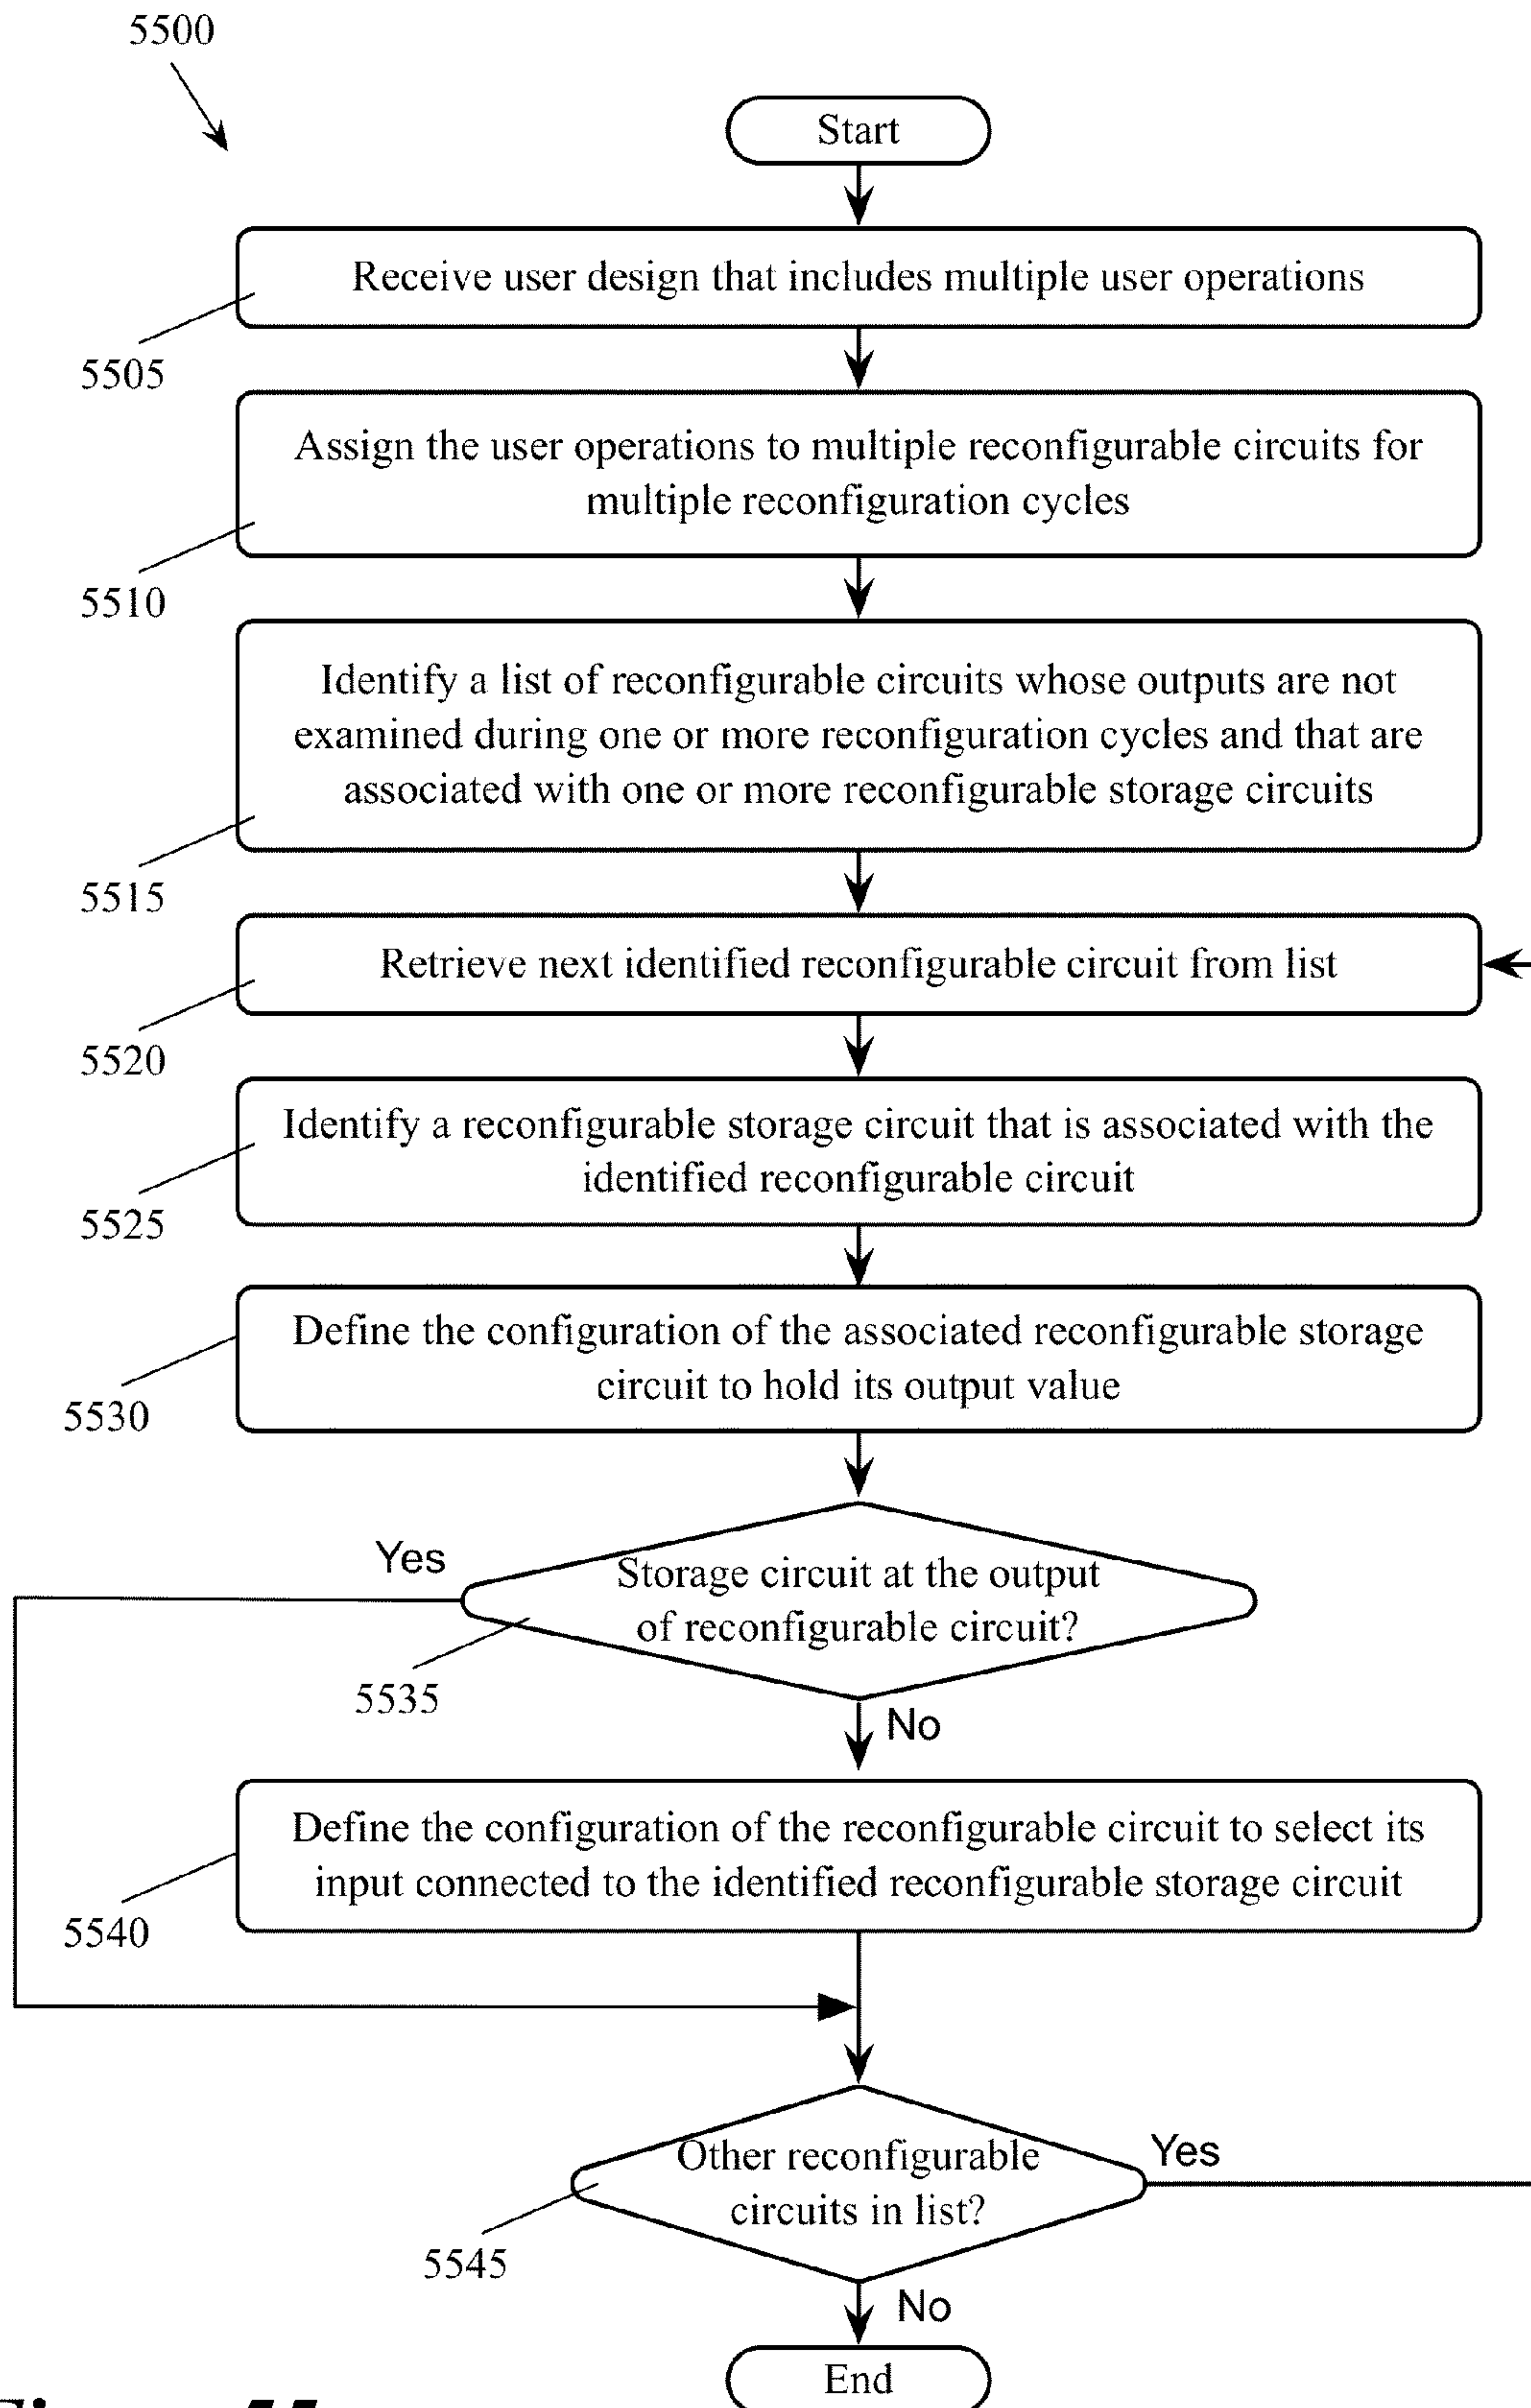 5500
Start
Receive user design that includes multiple user operations
5505
Assign the user operations to multiple reconfigurable circuits for
multiple reconfiguration cycles
5510
Identify a list of reconfigurable circuits whose outputs are not
examined during one or more reconfiguration cycles and that are
associated with one or more reconfigurable storage circuits
5515
Retrieve next identified reconfigurable circuit from list
5520
Identify a reconfigurable storage circuit that is associated with the
identified reconfigurable circuit
5525
Define the configuration of the associated reconfigurable storage
circuit to hold its output value
5530
Yes
Storage circuit at the output
of reconfigurable circuit?
5535
No
Define the configuration of the reconfigurable circuit to select its
input connected to the identified reconfigurable storage circuit
5540
Other reconfigurable
circuits in list?
Yes
5545
No
End